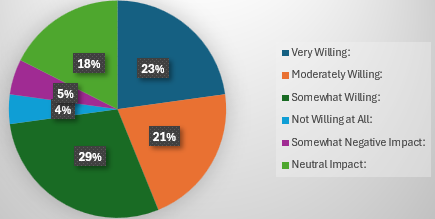 18%
23%
5%
4%
21%
29%
Very Willing:
Moderately Willing:
Somewhat Willing:
Not Willing at All:
Somewhat Negative Impact:
Neutral Impact: